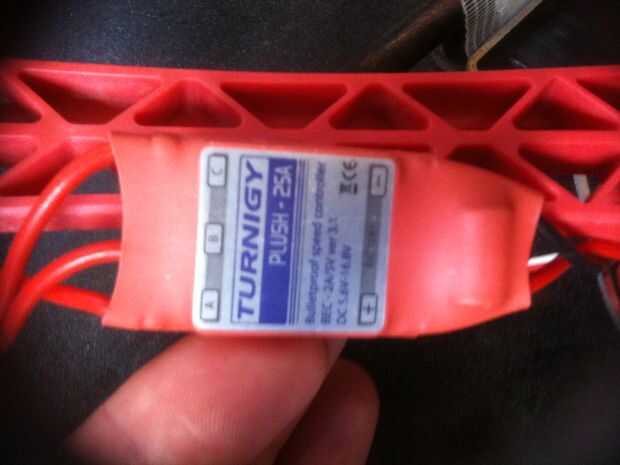 TURNIGY
PLUSH - 25A
Bulletproof speed controller
BEC - 2A/5V ver 3.1
DC 5.6V-16.8V
CE
A
B
C
-
+